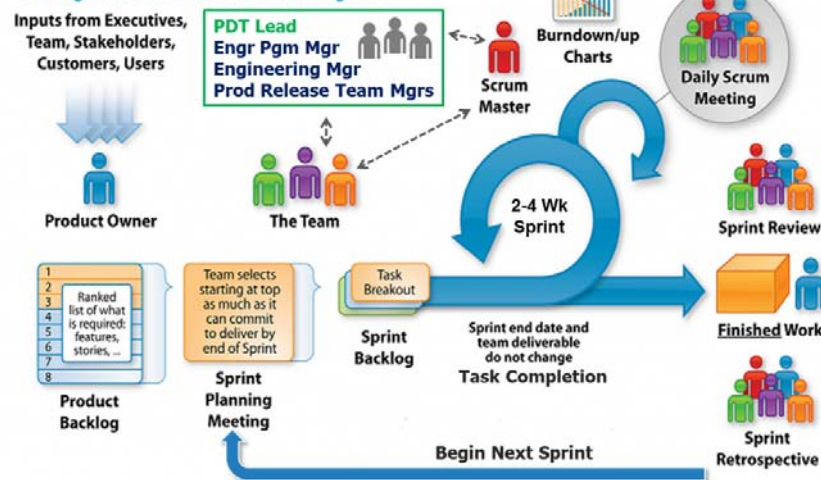 Inputs from Executives,
Team, Stakeholders,
Customers, Users
PDT Lead
Engr Pgm Mgr
Engineering Mgr
Prod Release Team Mgrs
Scrum
Master
Burndown/up
Charts
Daily Scrum
Meeting
Product Owner
The Team
2-4 Wk
Sprint
Sprint Review
1
2
3
4
5
6
7
8
Ranked
list of what
is required:
features,
stories, ...
Product
Backlog
Team selects
starting at top
as much as it
can commit
to deliver by
end of Sprint
Sprint
Planning
Meeting
Task
Breakout
Sprint
Backlog
Sprint end date and
team deliverable
do not change
Task Completion
Finished Work
Sprint
Retrospective
Begin Next Sprint